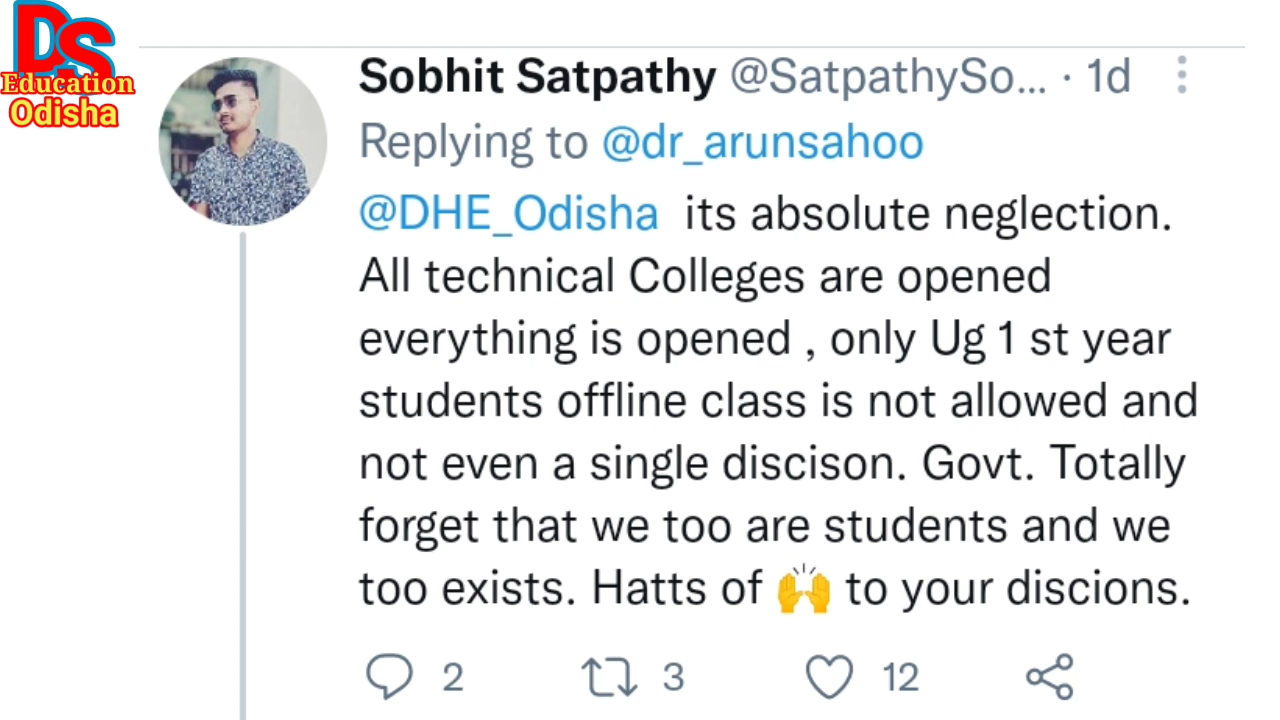 DS
Education
Odisha
Sobhit Satpathy @SatpathySo... · 1d
Replying to @dr_arunsahoo
@DHE_Odisha its absolute neglection.
All technical Colleges are opened
everything is opened , only Ug 1 st year
students offline class is not allowed and
not even a single discison. Govt. Totally
forget that we too are students and we
too exists. Hatts of 🙌 to your discions.
2 3 12